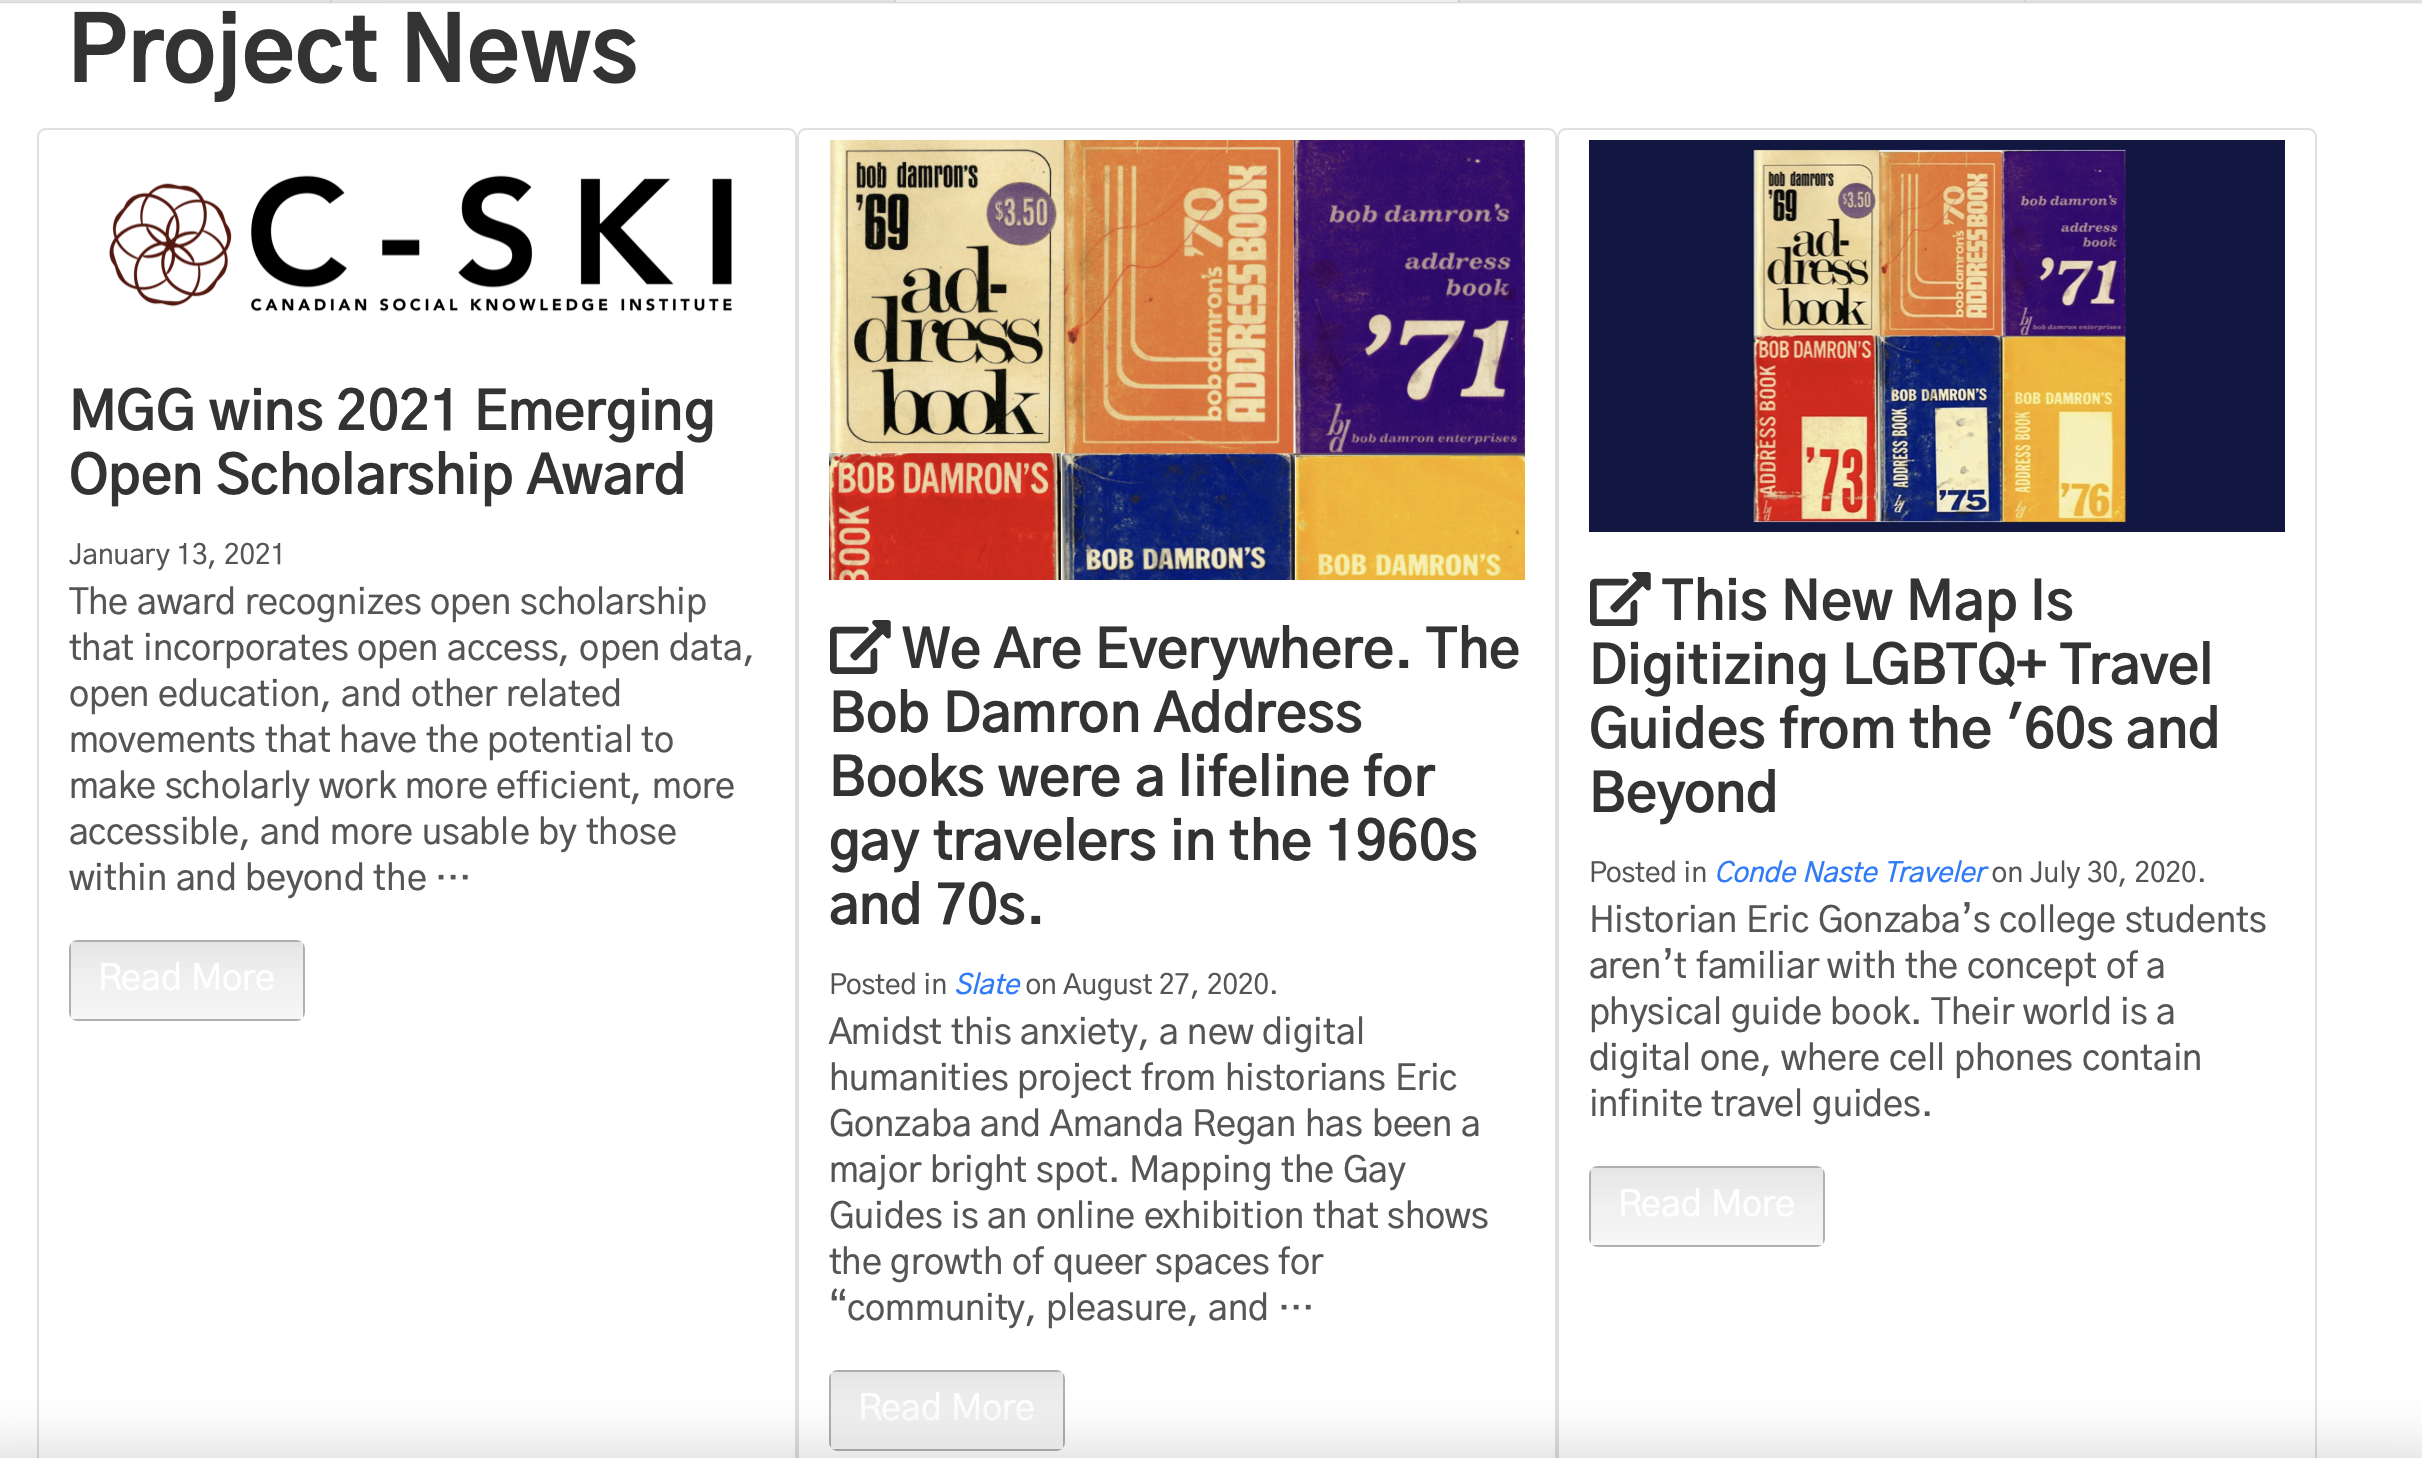 Project News
C-SKI
CANADIAN SOCIAL KNOWLEDGE INSTITUTE
MGG wins 2021 Emerging
Open Scholarship Award
January 13, 2021
The award recognizes open scholarship
that incorporates open access, open data,
open education, and other related
movements that have the potential to
make scholarly work more efficient, more
accessible, and more usable by those
within and beyond the …
Read More
bob damron's
'69
$3.50
ad-
dress
book
bobdamron's '70
ADDRESS BOOK
bob damron's
address
book
'71
bd bob damron enterprises
BOB DAMRON'S
BOOK
BOB DAMRON'S
BOB DAMRON'S
We Are Everywhere. The
Bob Damron Address
Books were a lifeline for
gay travelers in the 1960s
and 70s.
Posted in Slate on August 27, 2020.
Amidst this anxiety, a new digital
humanities project from historians Eric
Gonzaba and Amanda Regan has been a
major bright spot. Mapping the Gay
Guides is an online exhibition that shows
the growth of queer spaces for
“community, pleasure, and …
Read More
bob damron's
'69
$3.50
ad-
dress
book
bobdamron's '70
ADDRESS BOOK
bob damron's
address
book
'71
bd bob damron enterprises
BOB DAMRON'S
ADDRESS BOOK
'73
bd
BOB DAMRON'S
ADDRESS BOOK
'75
bd
BOB DAMRON'S
ADDRESS BOOK
'76
bd
This New Map Is
Digitizing LGBTQ+ Travel
Guides from the ’60s and
Beyond
Posted in Conde Naste Traveler on July 30, 2020.
Historian Eric Gonzaba’s college students
aren’t familiar with the concept of a
physical guide book. Their world is a
digital one, where cell phones contain
infinite travel guides.
Read More